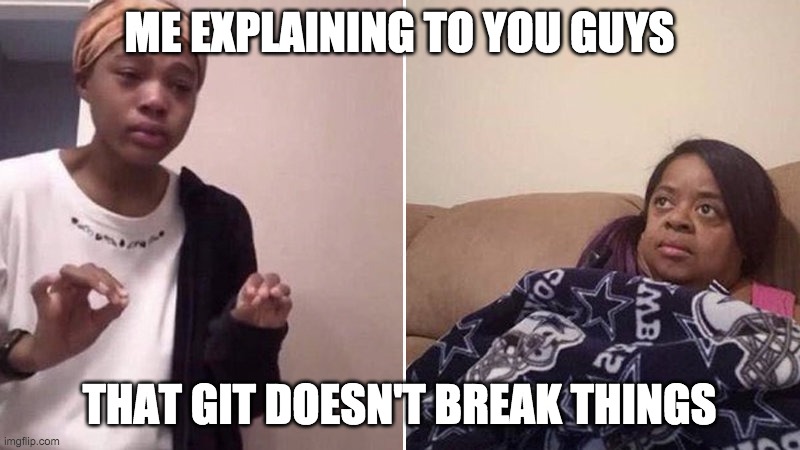 ME EXPLAINING TO YOU GUYS
THAT GIT DOESN'T BREAK THINGS
imgflip.com